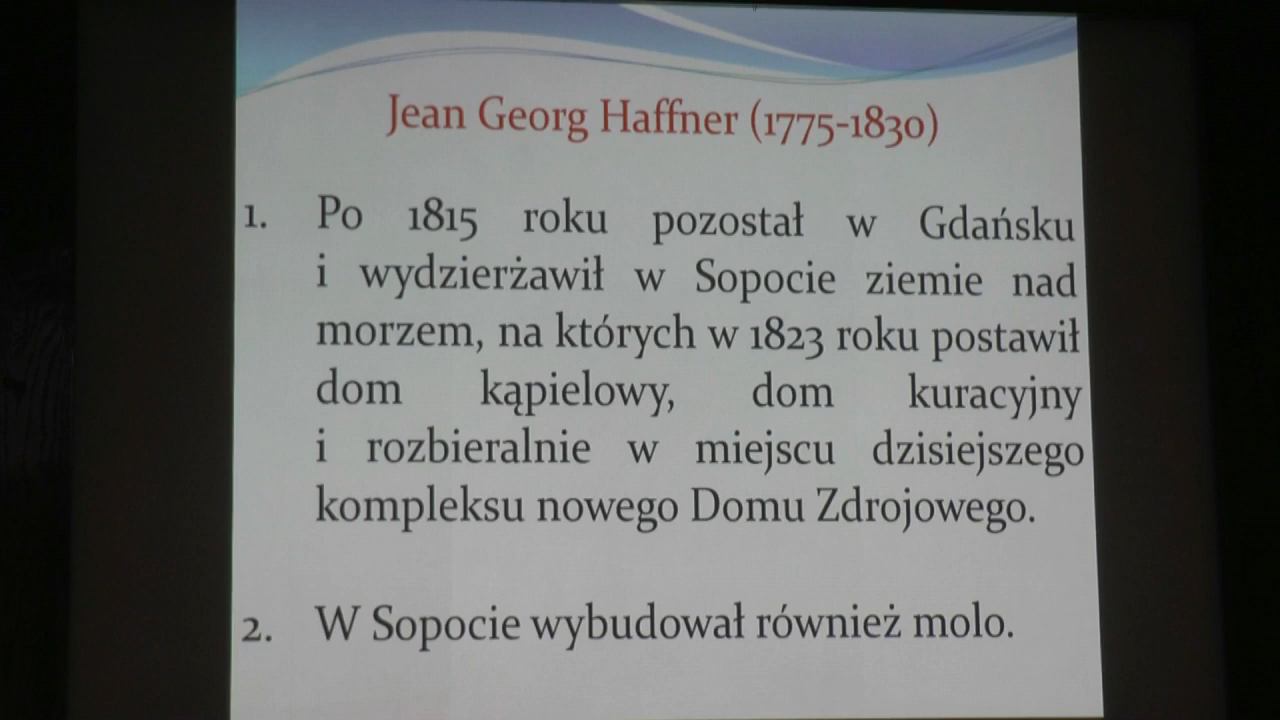 Jean Georg Haffner (1775-1830)
1. Po 1815 roku pozostał w Gdańsku
i wydzierżawił w Sopocie ziemie nad
morzem, na których w 1823 roku postawił
dom kąpielowy, dom kuracyjny
i rozbieralnie w miejscu dzisiejszego
kompleksu nowego Domu Zdrojowego.
2. W Sopocie wybudował również molo.